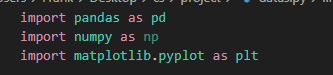 import pandas as pd
import numpy as np
import matplotlib.pyplot as plt